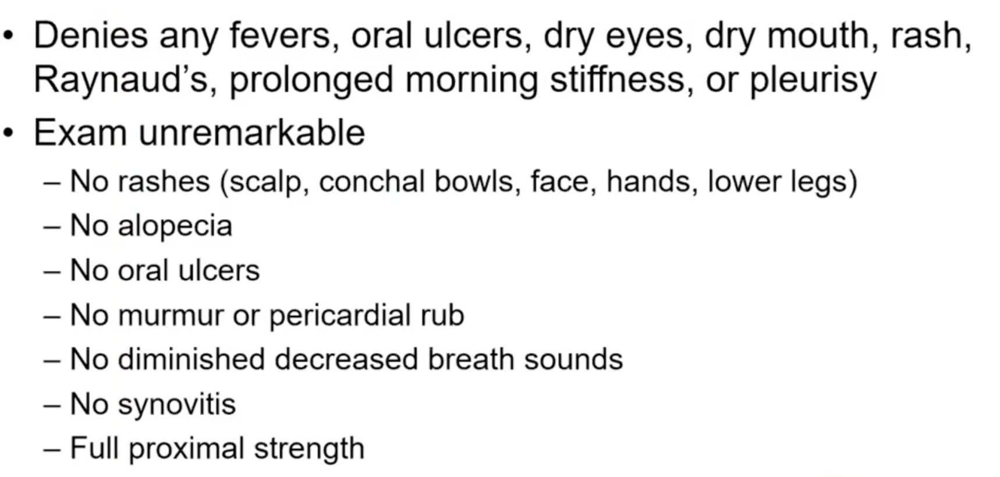 • Denies any fevers, oral ulcers, dry eyes, dry mouth, rash,
Raynaud’s, prolonged morning stiffness, or pleurisy
• Exam unremarkable
– No rashes (scalp, conchal bowls, face, hands, lower legs)
– No alopecia
– No oral ulcers
– No murmur or pericardial rub
– No diminished decreased breath sounds
– No synovitis
– Full proximal strength